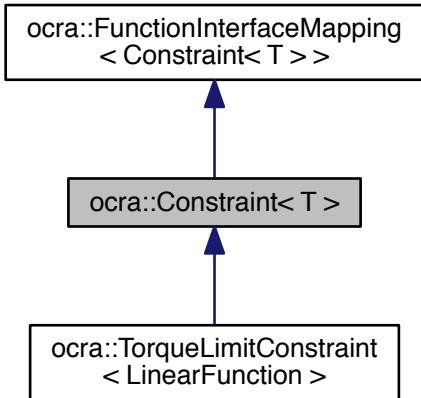 ocra::FunctionInterfaceMapping
< Constraint< T > >
ocra::Constraint< T >
ocra::TorqueLimitConstraint
< LinearFunction >